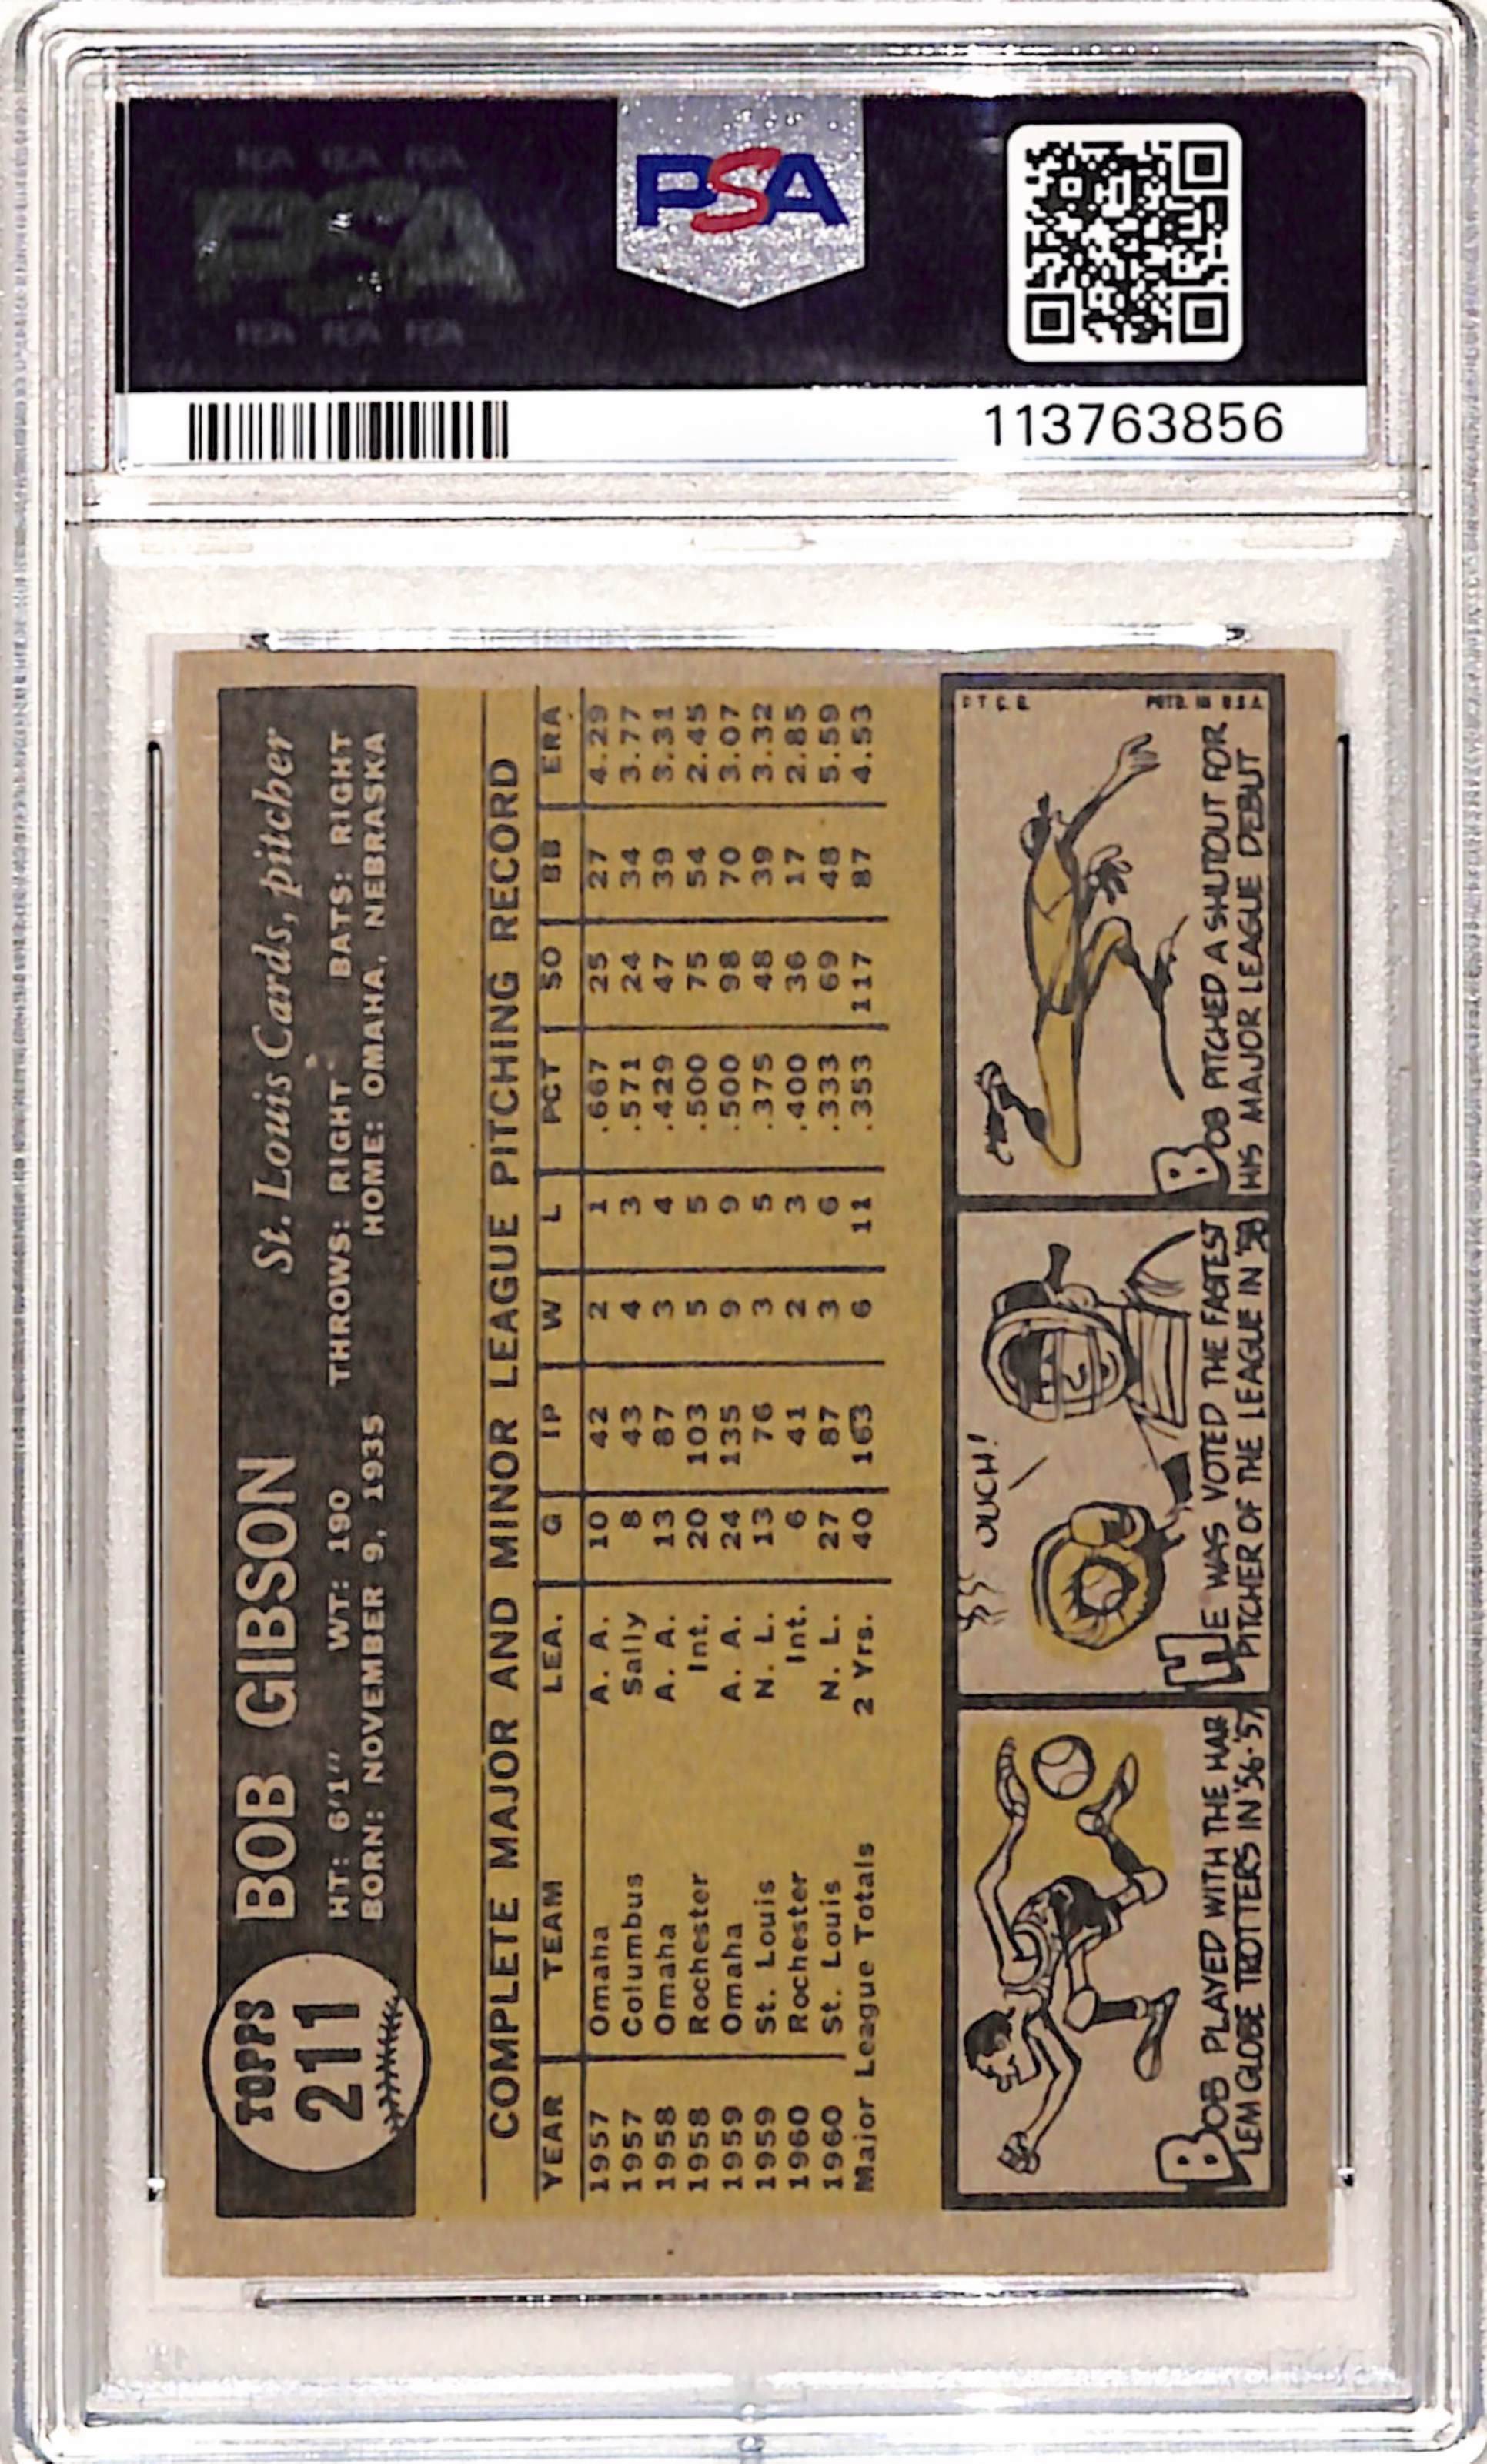 PSA
PSA
113763856
TOPPS
211
BOB GIBSON
St. Louis Cards, pitcher
HT: 6'1" WT: 190 THROWS: RIGHT BATS: RIGHT
BORN: NOVEMBER 9, 1935 HOME: OMAHA, NEBRASKA
COMPLETE MAJOR AND MINOR LEAGUE PITCHING RECORD
YEAR TEAM LEA. G IP W L PCT SO BB ERA
1957 Omaha A. A. 10 42 2 1 .667 25 27 4.29
1957 Columbus Sally 8 43 4 3 .571 24 34 3.77
1958 Omaha A. A. 13 87 3 4 .429 47 39 3.31
1958 Rochester Int. 20 103 5 5 .500 75 54 2.45
1959 Omaha A. A. 24 135 9 9 .500 98 70 3.07
1959 St. Louis N. L. 13 76 3 5 .375 48 39 3.32
1960 Rochester Int. 6 41 2 3 .400 36 17 2.85
1960 St. Louis N. L. 27 87 3 6 .333 69 48 5.59
Major League Totals 2 Yrs. 40 163 6 11 .353 117 87 4.53
BOB PLAYED WITH THE HAR
LEM GLOBE TROTTERS IN '56-'57
OUCH!
HE WAS VOTED THE FASTEST
PITCHER OF THE LEAGUE IN '58
BOB PITCHED A SHUTOUT FOR
HIS MAJOR LEAGUE DEBUT
© T. C. G.
PRTD. IN U.S.A.